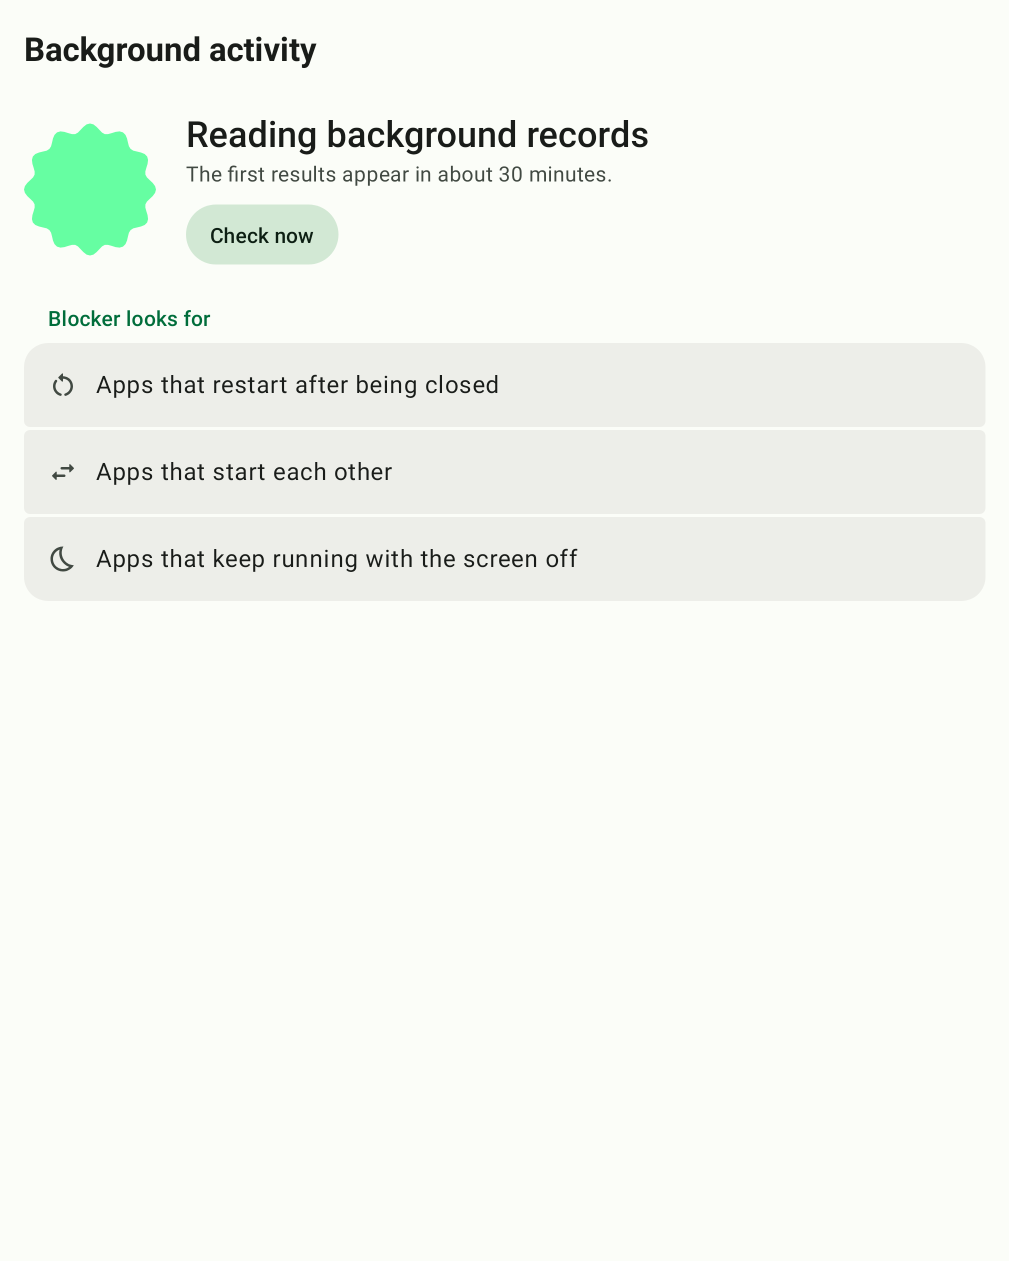 Background activity
Reading background records
The first results appear in about 30 minutes.
Check now
Blocker looks for
Apps that restart after being closed
Apps that start each other
Apps that keep running with the screen off